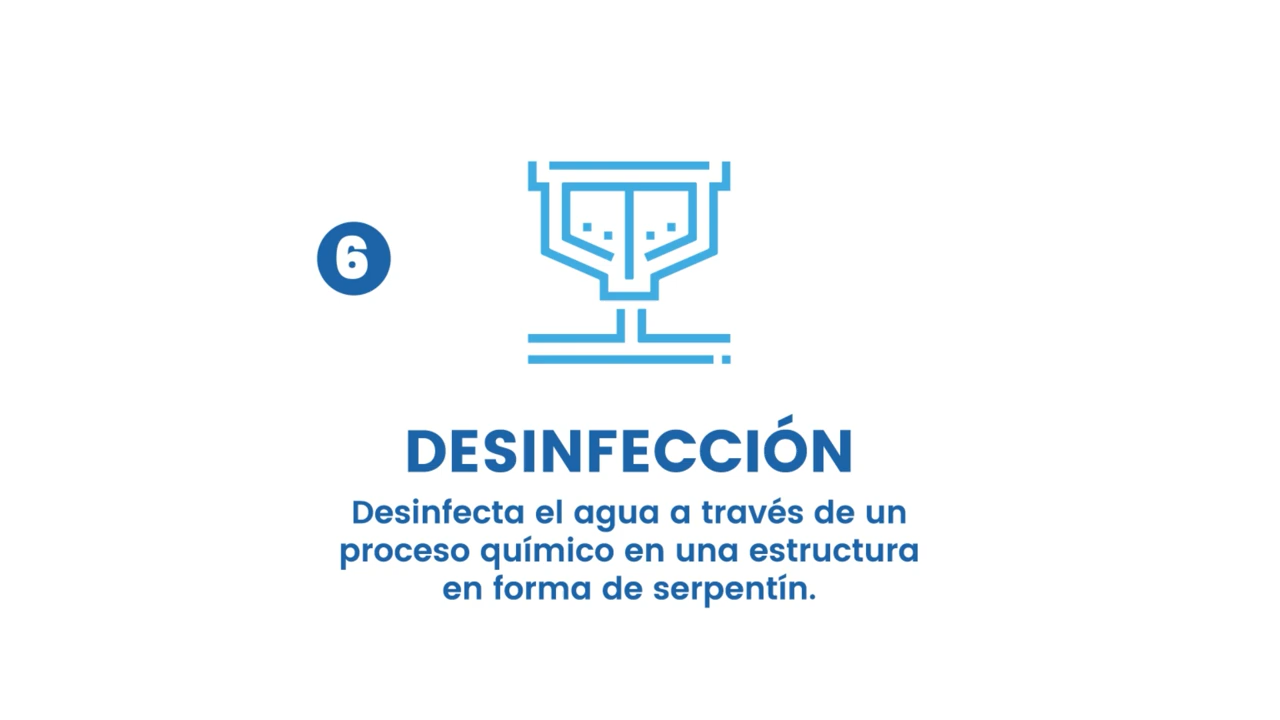 6
DESINFECCIÓN
Desinfecta el agua a través de un
proceso químico en una estructura
en forma de serpentín.